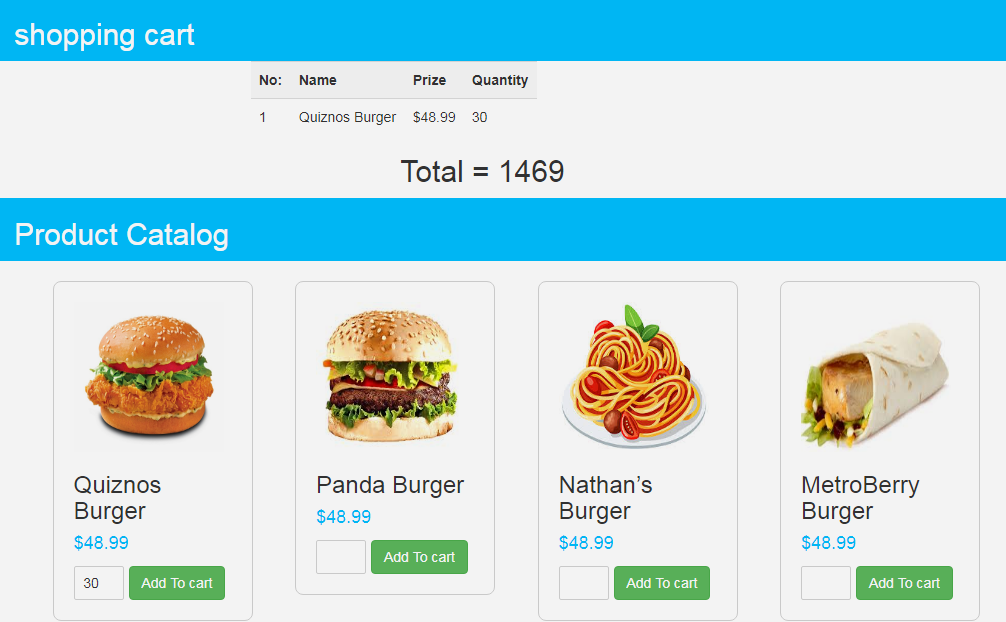 shopping cart
No: Name Prize Quantity
1 Quiznos Burger $48.99 30
Total = 1469
Product Catalog
Quiznos
Burger
$48.99
30 Add To cart
Panda Burger
$48.99
Add To cart
Nathan’s
Burger
$48.99
Add To cart
MetroBerry
Burger
$48.99
Add To cart